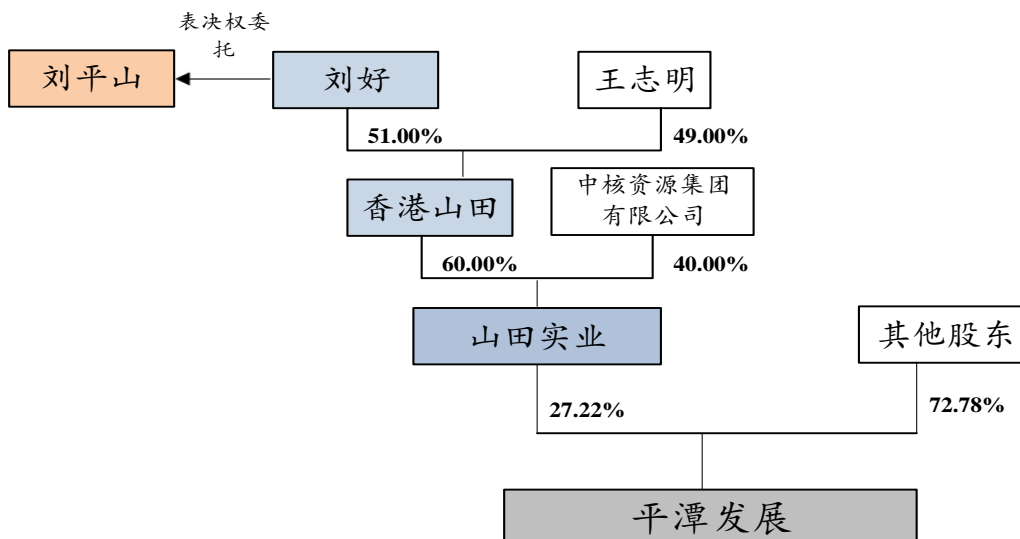 表决权委
托
刘平山
刘好
王志明
51.00%
49.00%
香港山田
中核资源集团
有限公司
60.00%
40.00%
山田实业
其他股东
27.22%
72.78%
平潭发展